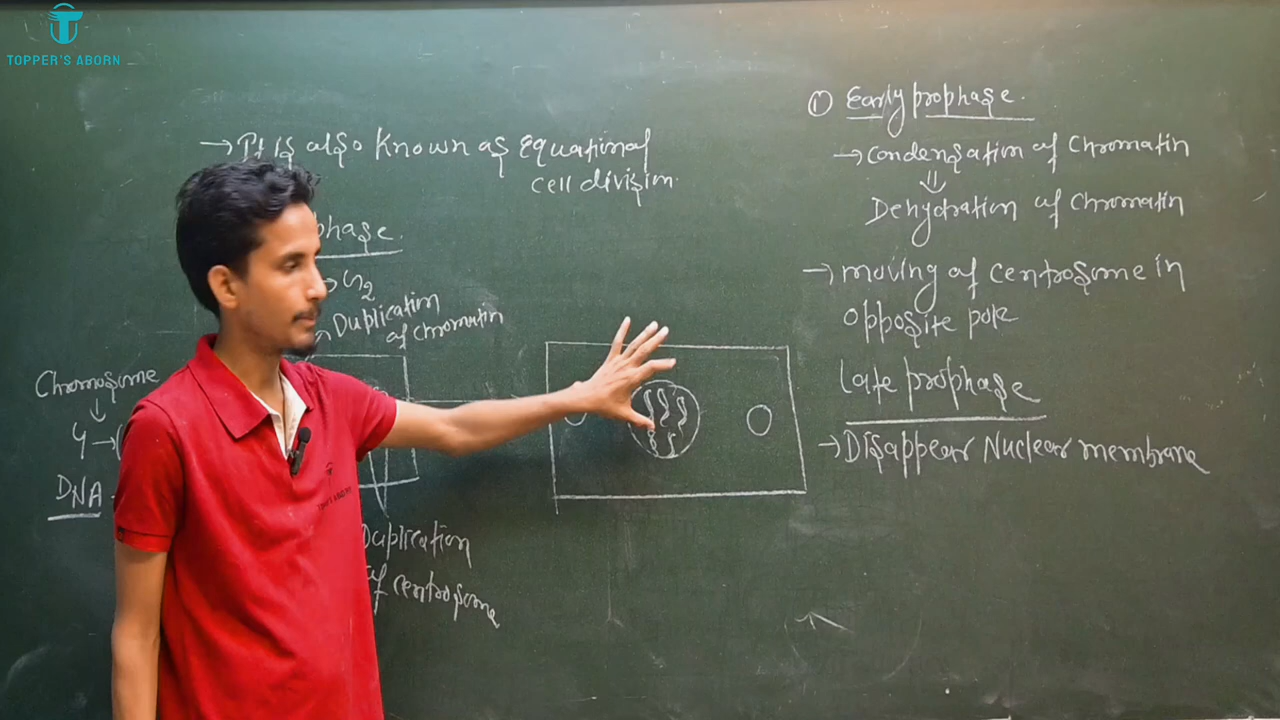 TOPPER'S ABORN
→ It is also known as Equational
cell division.
phase.
→ G2
Duplication
of chromatin
Chromosome
↓
4 →
DNA
Duplication
of centrosome
① Early prophase.
→ Condensation of Chromatin
⇓
Dehydration of Chromatin
→ moving of centrosome in
opposite pole
Late prophase
→ Disappear Nuclear membrane